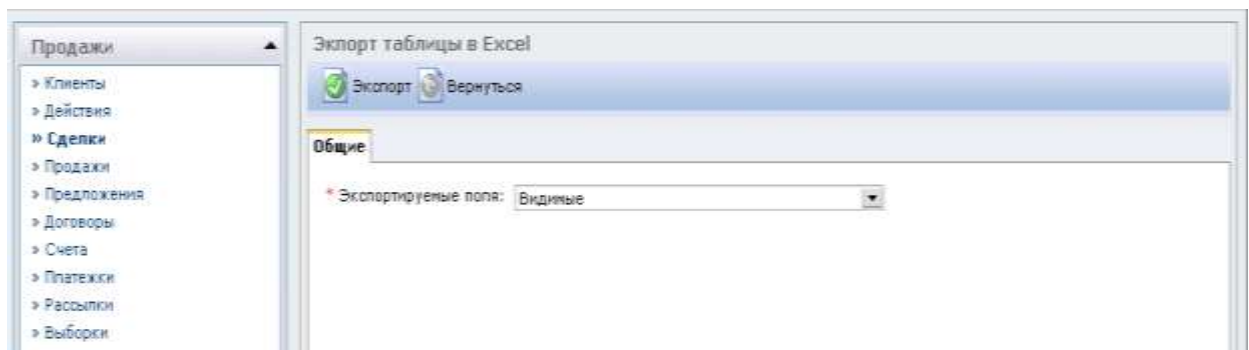 Продажи
» Клиенты
» Действия
» Сделки
» Продажи
» Предложения
» Договоры
» Счета
» Платежки
» Рассылки
» Выборки
Экпорт таблицы в Excel
Экспорт Вернуться
Общие
* Экспортируемые поля: Видимые